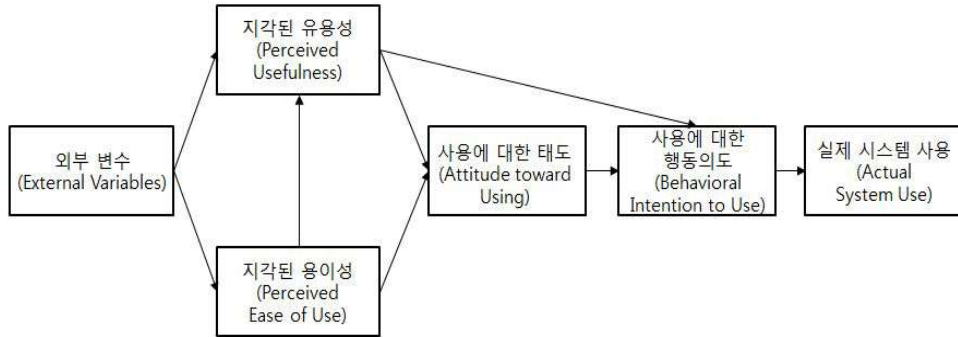 지각된 유용성
(Perceived
Usefulness)
외부 변수
(External Variables)
사용에 대한 태도
(Attitude toward
Using)
사용에 대한
행동의도
(Behavioral
Intention to Use)
실제 시스템 사용
(Actual
System Use)
지각된 용이성
(Perceived
Ease of Use)